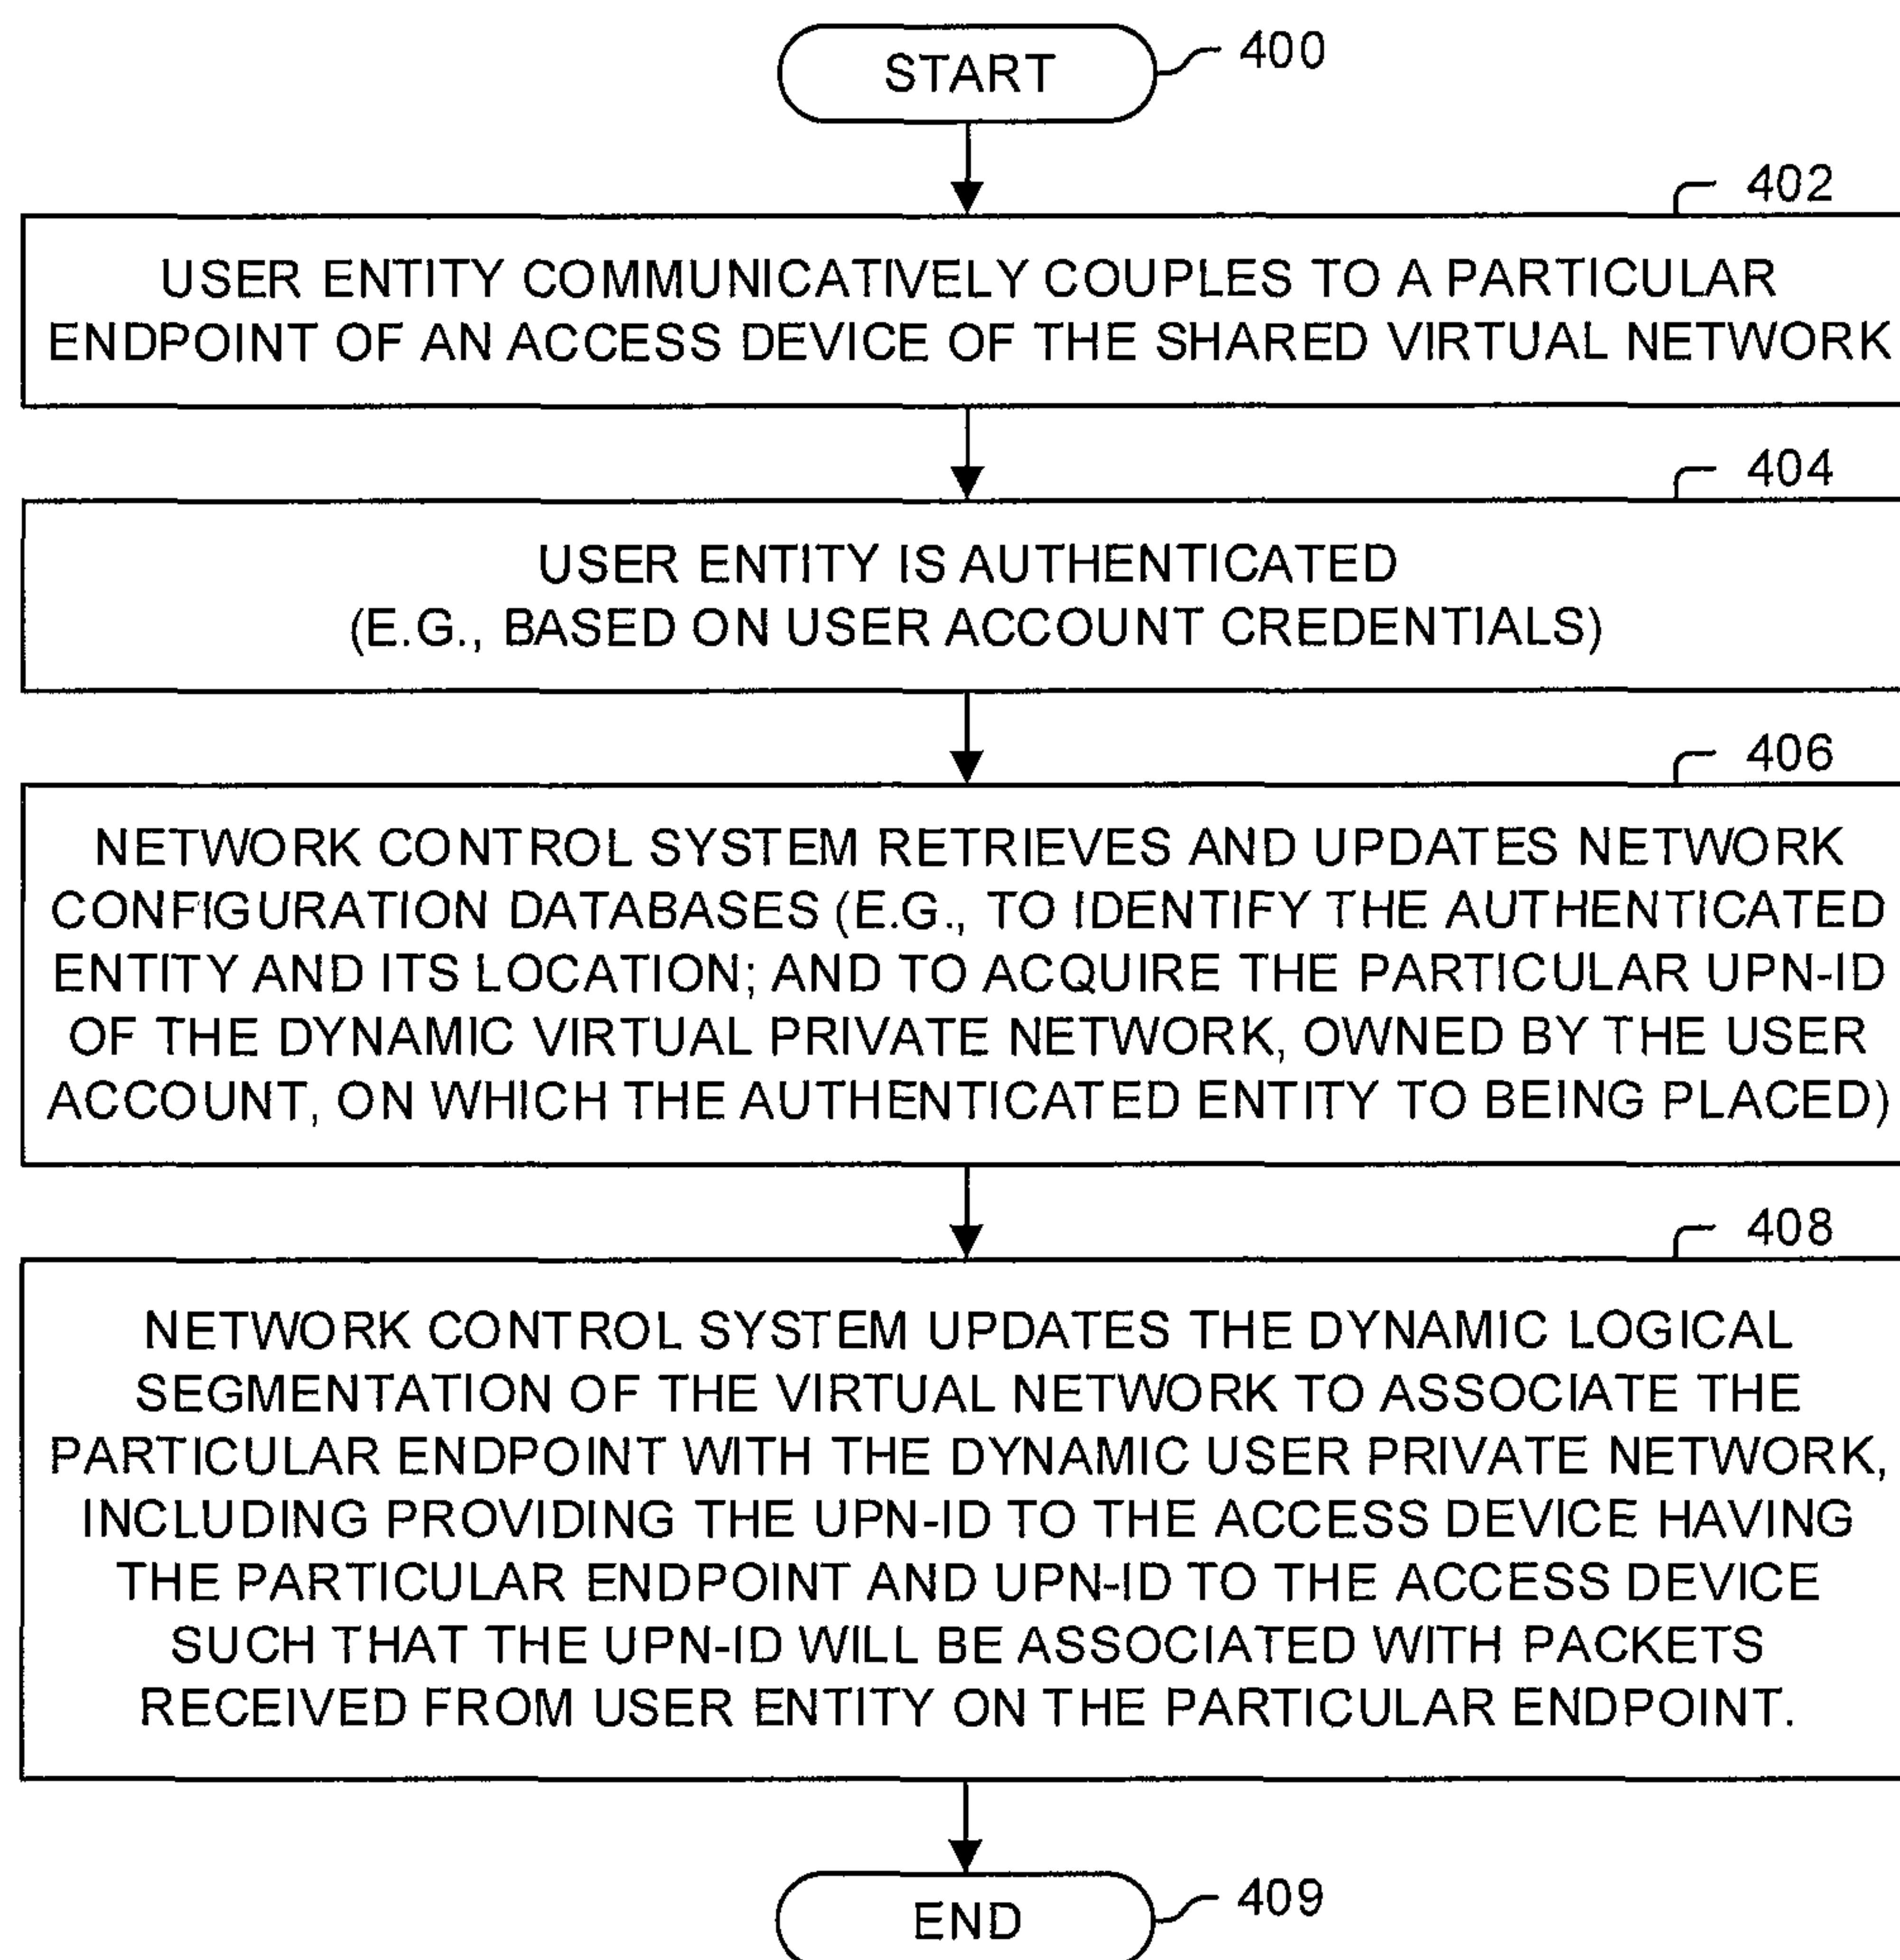 START
400
402
USER ENTITY COMMUNICATIVELY COUPLES TO A PARTICULAR
ENDPOINT OF AN ACCESS DEVICE OF THE SHARED VIRTUAL NETWORK
404
USER ENTITY IS AUTHENTICATED
(E.G., BASED ON USER ACCOUNT CREDENTIALS)
406
NETWORK CONTROL SYSTEM RETRIEVES AND UPDATES NETWORK
CONFIGURATION DATABASES (E.G., TO IDENTIFY THE AUTHENTICATED
ENTITY AND ITS LOCATION; AND TO ACQUIRE THE PARTICULAR UPN-ID
OF THE DYNAMIC VIRTUAL PRIVATE NETWORK, OWNED BY THE USER
ACCOUNT, ON WHICH THE AUTHENTICATED ENTITY TO BEING PLACED)
408
NETWORK CONTROL SYSTEM UPDATES THE DYNAMIC LOGICAL
SEGMENTATION OF THE VIRTUAL NETWORK TO ASSOCIATE THE
PARTICULAR ENDPOINT WITH THE DYNAMIC USER PRIVATE NETWORK,
INCLUDING PROVIDING THE UPN-ID TO THE ACCESS DEVICE HAVING
THE PARTICULAR ENDPOINT AND UPN-ID TO THE ACCESS DEVICE
SUCH THAT THE UPN-ID WILL BE ASSOCIATED WITH PACKETS
RECEIVED FROM USER ENTITY ON THE PARTICULAR ENDPOINT.
END
409